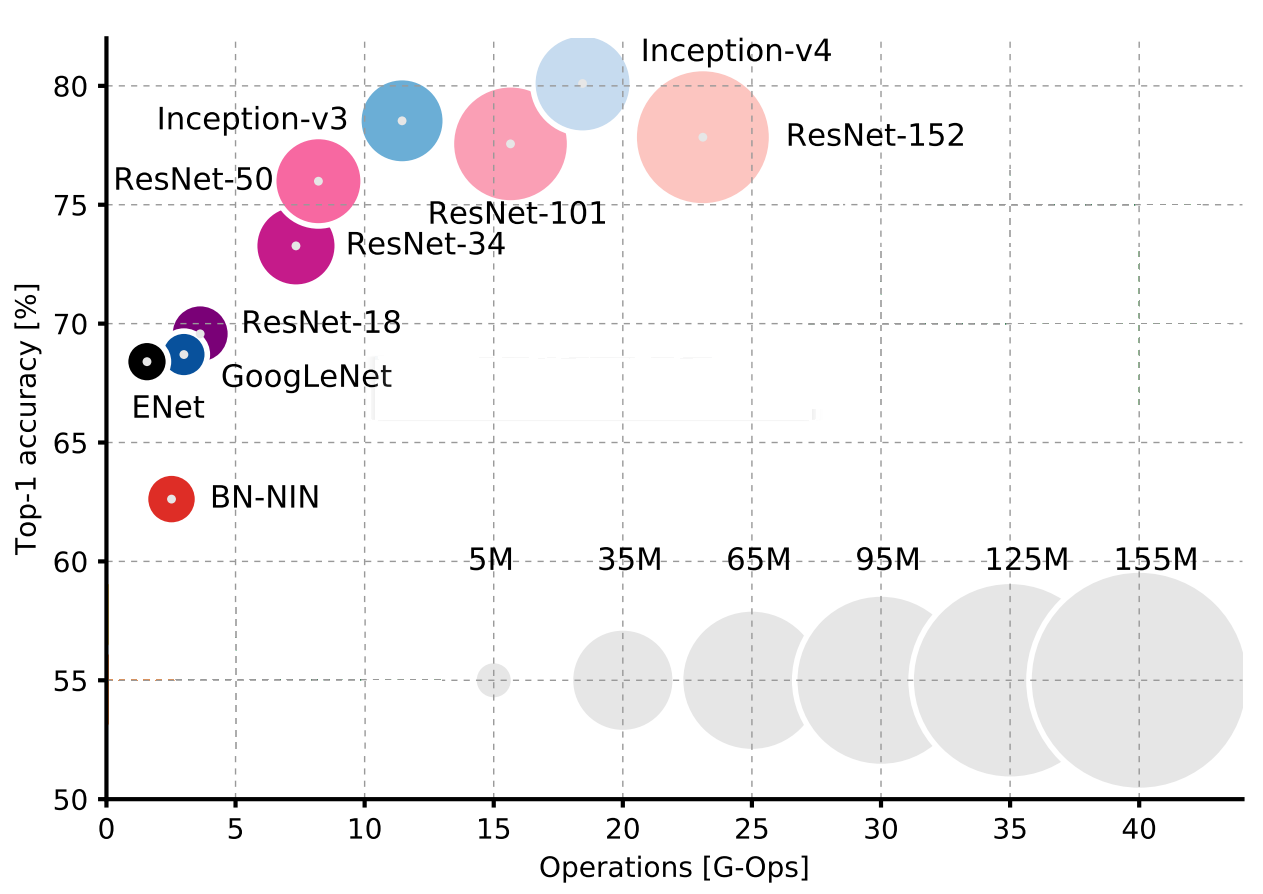 Inception-v4
80
Inception-v3
ResNet-152
ResNet-50
75
ResNet-101
ResNet-34
70
ResNet-18
GoogLeNet
ENet
65
BN-NIN
60
5M 35M 65M 95M 125M 155M
55
50
0 5 10 15 20 25 30 35 40
Operations [G-Ops]
Top-1 accuracy [%]